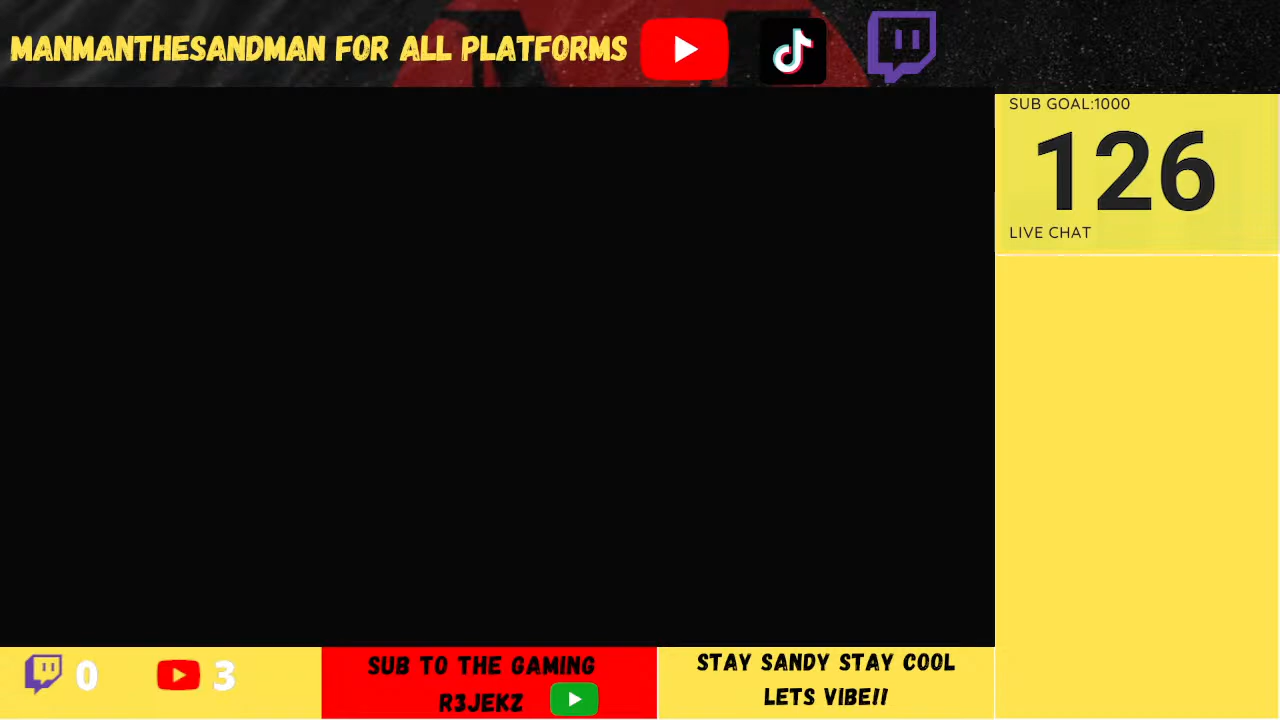 MANMANTHESANDMAN FOR ALL PLATFORMS
SUB GOAL:1000
126
LIVE CHAT
0
3
SUB TO THE GAMING
R3JEKZ
STAY SANDY STAY COOL
LETS VIBE!!